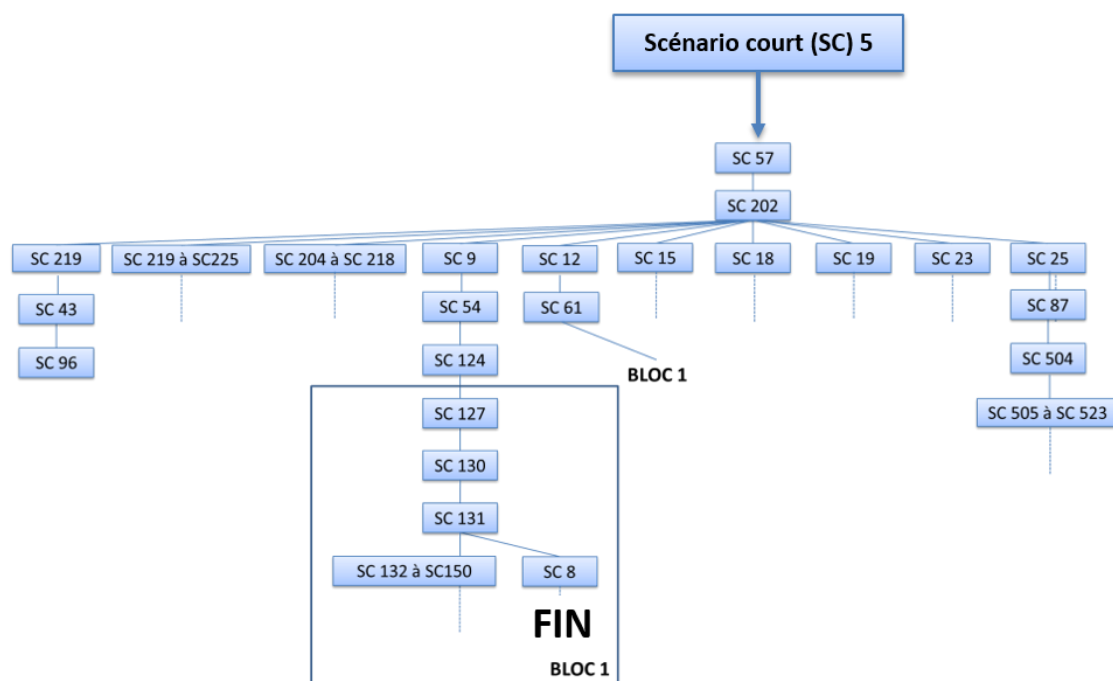 Scénario court (SC) 5
SC 57
SC 202
SC 219
SC 219 à SC225
SC 204 à SC 218
SC 9
SC 12
SC 15
SC 18
SC 19
SC 23
SC 25
SC 43
SC 54
SC 61
SC 87
SC 96
SC 124
BLOC 1
SC 504
SC 127
SC 505 à SC 523
SC 130
SC 131
SC 132 à SC150
SC 8
FIN
BLOC 1